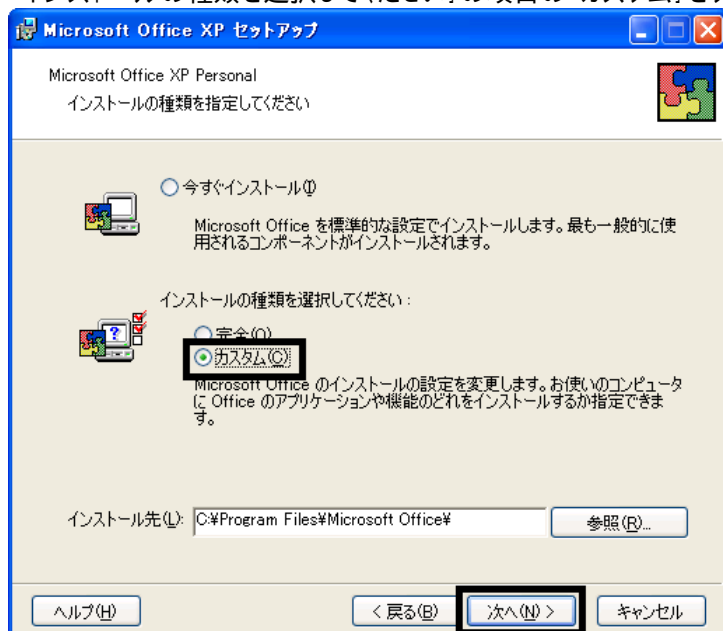 Microsoft Office XP セットアップ
Microsoft Office XP Personal
インストールの種類を指定してください
今すぐインストール(I)
Microsoft Office を標準的な設定でインストールします。最も一般的に使
用されるコンポーネントがインストールされます。
インストールの種類を選択してください :
完全(O)
カスタム(C)
Microsoft Office のインストールの設定を変更します。お使いのコンピュータ
に Office のアプリケーションや機能のどれをインストールするか指定できま
す。
インストール先(L): C:¥Program Files¥Microsoft Office¥ 参照(R)...
ヘルプ(H) < 戻る(B) 次へ(N) > キャンセル